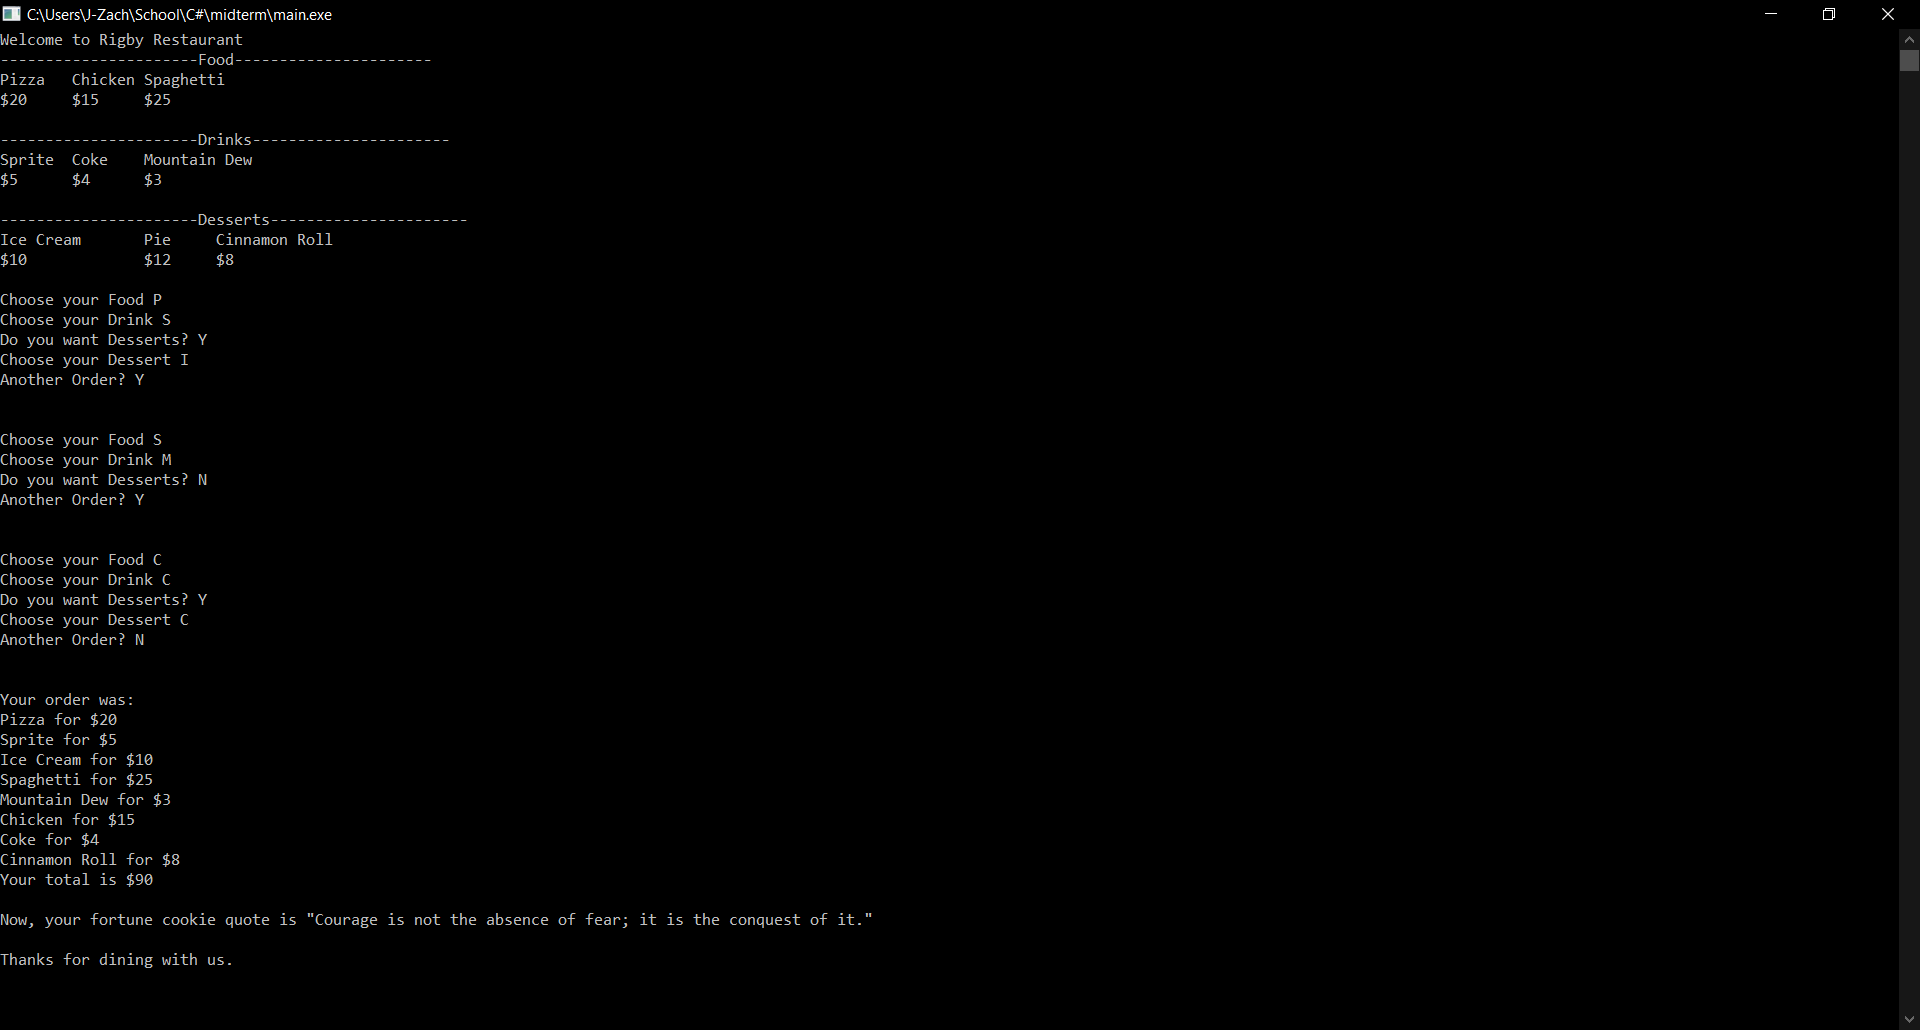 C:\Users\J-Zach\School\C#\midterm\main.exe
Welcome to Rigby Restaurant
----------------------Food----------------------
Pizza   Chicken Spaghetti
$20     $15     $25
----------------------Drinks----------------------
Sprite  Coke    Mountain Dew
$5      $4      $3
----------------------Desserts----------------------
Ice Cream       Pie     Cinnamon Roll
$10             $12     $8
Choose your Food P
Choose your Drink S
Do you want Desserts? Y
Choose your Dessert I
Another Order? Y
Choose your Food S
Choose your Drink M
Do you want Desserts? N
Another Order? Y
Choose your Food C
Choose your Drink C
Do you want Desserts? Y
Choose your Dessert C
Another Order? N
Your order was:
Pizza for $20
Sprite for $5
Ice Cream for $10
Spaghetti for $25
Mountain Dew for $3
Chicken for $15
Coke for $4
Cinnamon Roll for $8
Your total is $90
Now, your fortune cookie quote is "Courage is not the absence of fear; it is the conquest of it."
Thanks for dining with us.